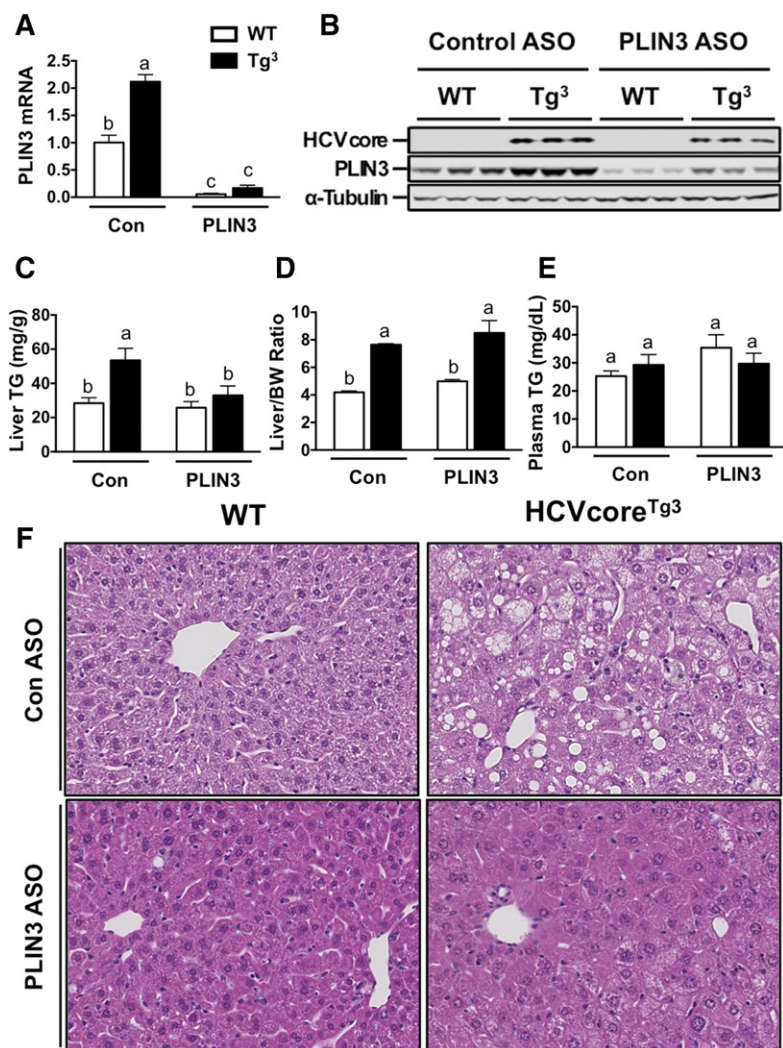 A
WT
Tg³
PLIN3 mRNA
2.5
2.0
1.5
1.0
0.5
0.0
b
a
c
c
Con
PLIN3
B
Control ASO
PLIN3 ASO
WT
Tg³
WT
Tg³
HCVcore
PLIN3
α-Tubulin
C
Liver TG (mg/g)
80
60
40
20
0
b
a
b
b
Con
PLIN3
D
Liver/BW Ratio
10
8
6
4
2
0
b
a
b
a
Con
PLIN3
E
Plasma TG (mg/dL)
50
40
30
20
10
0
a
a
a
a
Con
PLIN3
F
WT
HCVcoreTg3
Con ASO
PLIN3 ASO